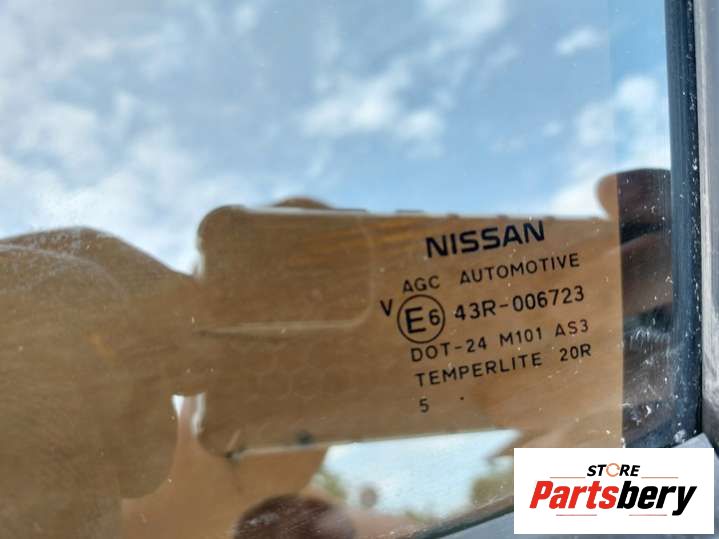 NISSAN
AGC AUTOMOTIVE
V E6 43R-006723
DOT-24 M101 AS3
TEMPERLITE 20R
5 .
STORE
Partsbery